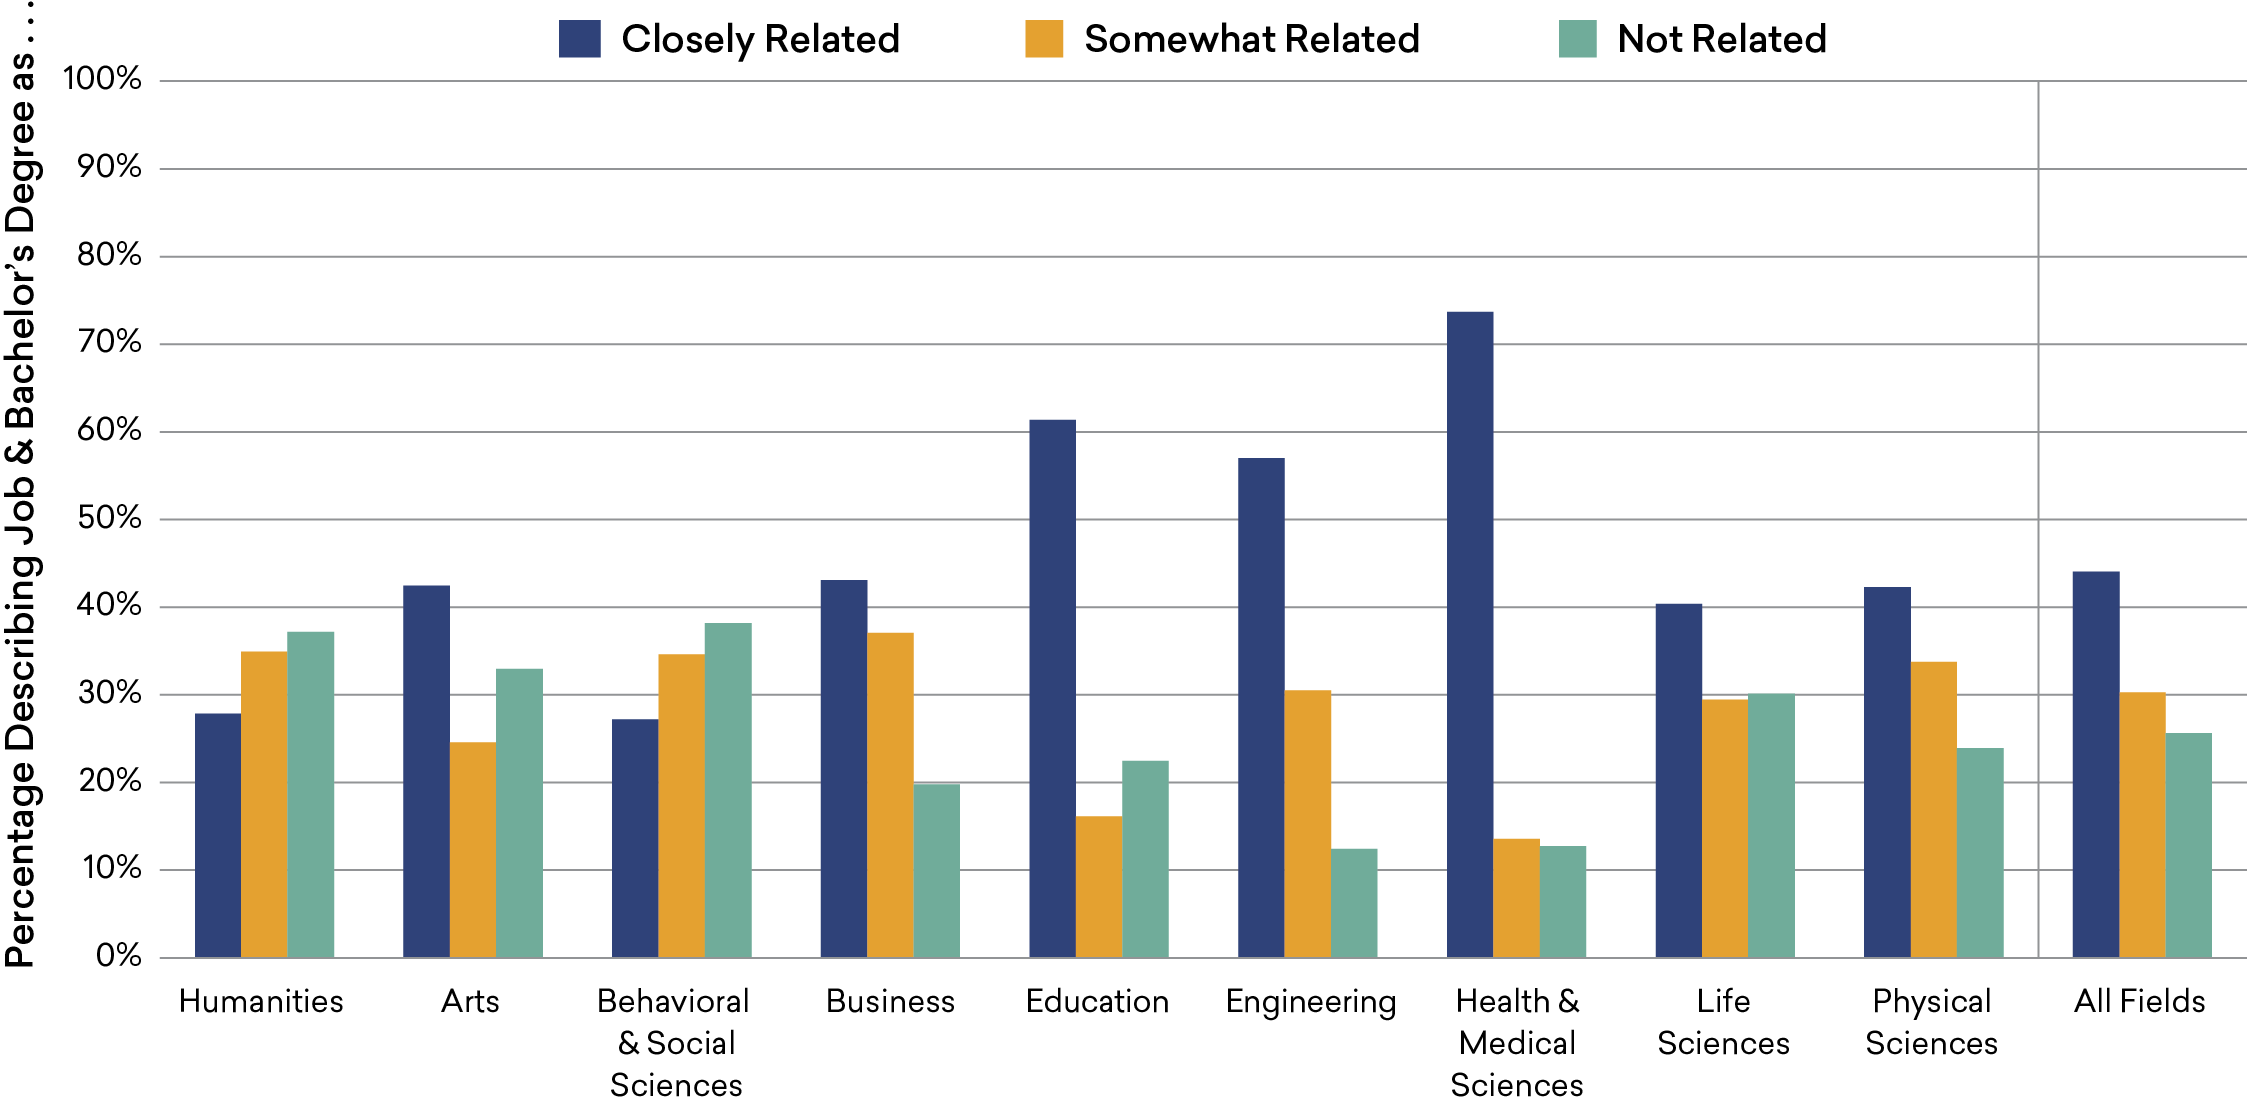 Percentage Describing Job & Bachelor’s Degree as . . .
Closely Related
Somewhat Related
Not Related
100%
90%
80%
70%
60%
50%
40%
30%
20%
10%
0%
Humanities
Arts
Behavioral
& Social
Sciences
Business
Education
Engineering
Health &
Medical
Sciences
Life
Sciences
Physical
Sciences
All Fields